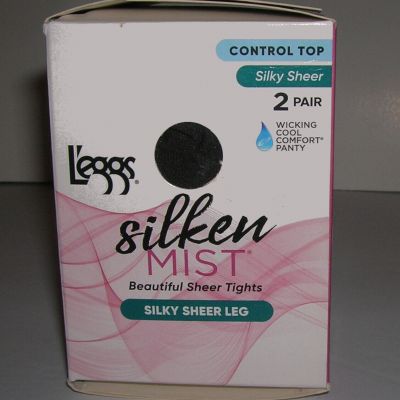 CONTROL TOP
Silky Sheer
2 PAIR
WICKING
COOL
COMFORT®
PANTY
L'eggs®
silken
MIST®
Beautiful Sheer Tights
SILKY SHEER LEG